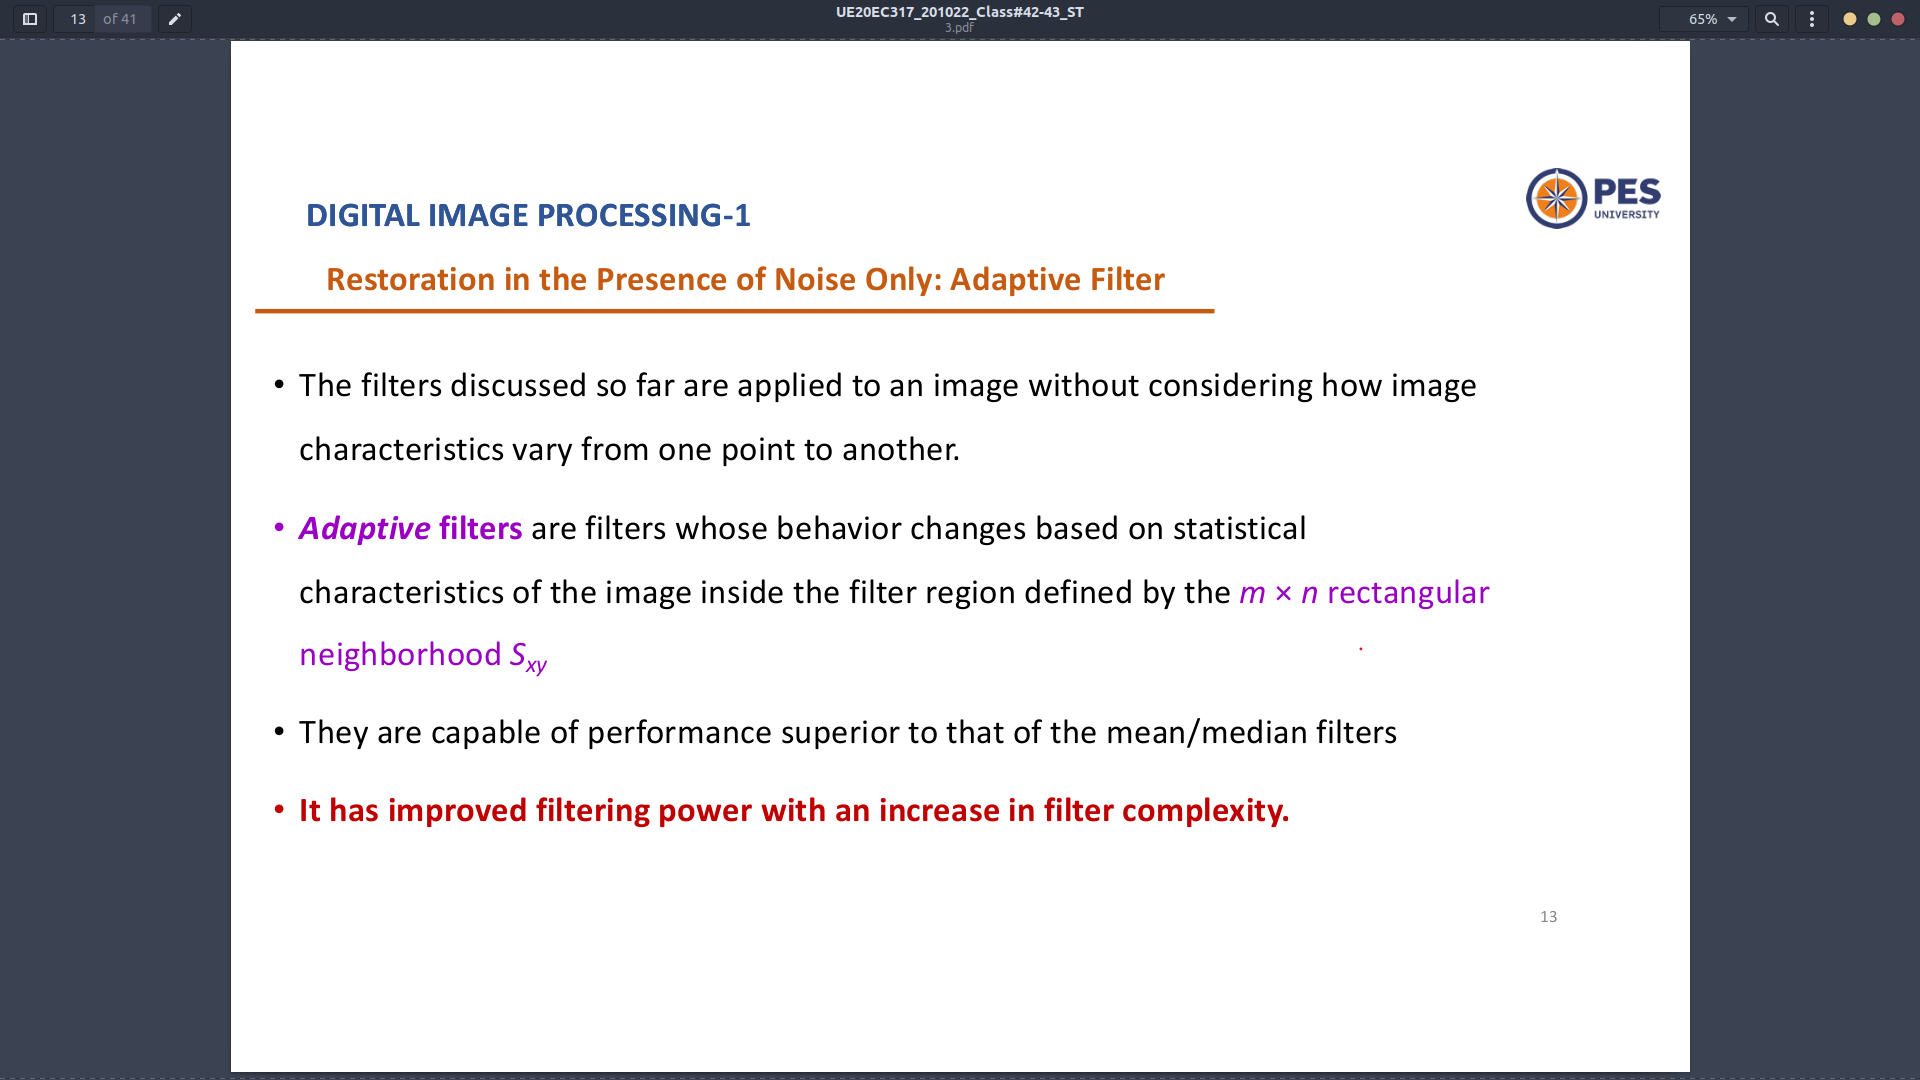 13 of 41
UE20EC317_201022_Class#42-43_ST
3.pdf
65%
PES
UNIVERSITY
DIGITAL IMAGE PROCESSING-1
Restoration in the Presence of Noise Only: Adaptive Filter
• The filters discussed so far are applied to an image without considering how image
characteristics vary from one point to another.
• Adaptive filters are filters whose behavior changes based on statistical
characteristics of the image inside the filter region defined by the m × n rectangular
neighborhood Sxy
• They are capable of performance superior to that of the mean/median filters
• It has improved filtering power with an increase in filter complexity.
13